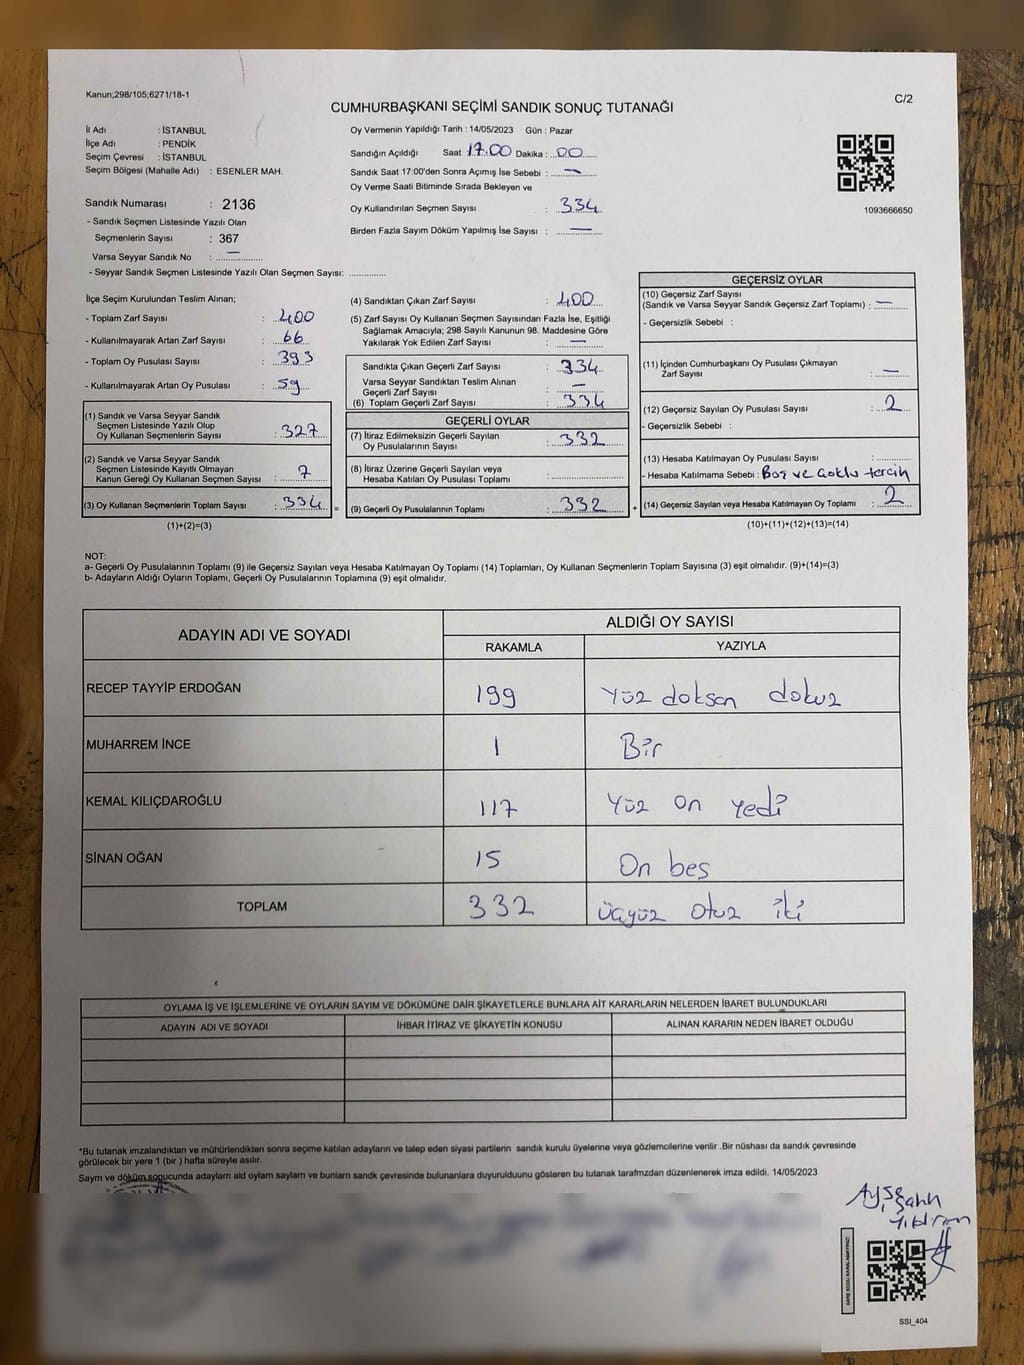 Kanun;298/105;6271/18-1
CUMHURBAŞKANI SEÇİMİ SANDIK SONUÇ TUTANAĞI
C/2
İl Adı : İSTANBUL
İlçe Adı : PENDİK
Seçim Çevresi : İSTANBUL
Seçim Bölgesi (Mahalle Adı) : ESENLER MAH.
Sandık Numarası : 2136
- Sandık Seçmen Listesinde Yazılı Olan
Seçmenlerin Sayısı : 367
Varsa Seyyar Sandık No : —
- Seyyar Sandık Seçmen Listesinde Yazılı Olan Seçmen Sayısı: ..............
Oy Vermenin Yapıldığı Tarih : 14/05/2023 Gün : Pazar
Sandığın Açıldığı Saat 17.00 Dakika : 00
Sandık Saat 17:00'den Sonra Açımış İse Sebebi : —
Oy Verme Saati Bitiminde Sırada Bekleyen ve
Oy Kullandırılan Seçmen Sayısı : 334
Birden Fazla Sayım Döküm Yapılmış İse Sayısı : —
1093666650
İlçe Seçim Kurulundan Teslim Alınan;
- Toplam Zarf Sayısı : 400
- Kullanılmayarak Artan Zarf Sayısı : 66
- Toplam Oy Pusulası Sayısı : 393
- Kullanılmayarak Artan Oy Pusulası : 59
(1) Sandık ve Varsa Seyyar Sandık
Seçmen Listesinde Yazılı Olup
Oy Kullanan Seçmenlerin Sayısı : 327
(2) Sandık ve Varsa Seyyar Sandık
Seçmen Listesinde Kayıtlı Olmayan
Kanun Gereği Oy Kullanan Seçmen Sayısı : 7
(3) Oy Kullanan Seçmenlerin Toplam Sayısı : 334 =
(1)+(2)=(3)
(4) Sandıktan Çıkan Zarf Sayısı : 400
(5) Zarf Sayısı Oy Kullanan Seçmen Sayısından Fazla İse, Eşitliği
Sağlamak Amacıyla; 298 Sayılı Kanunun 98. Maddesine Göre
Yakılarak Yok Edilen Zarf Sayısı : —
Sandıkta Çıkan Geçerli Zarf Sayısı : 334
Varsa Seyyar Sandıktan Teslim Alınan
Geçerli Zarf Sayısı : —
(6) Toplam Geçerli Zarf Sayısı : 334
GEÇERLİ OYLAR
(7) İtiraz Edilmeksizin Geçerli Sayılan
Oy Pusulalarının Sayısı : 332
(8) İtiraz Üzerine Geçerli Sayılan veya
Hesaba Katılan Oy Pusulası Toplamı :
(9) Geçerli Oy Pusulalarının Toplamı : 332 +
GEÇERSİZ OYLAR
(10) Geçersiz Zarf Sayısı
(Sandık ve Varsa Seyyar Sandık Geçersiz Zarf Toplamı) : —
- Geçersizlik Sebebi :
(11) İçinden Cumhurbaşkanı Oy Pusulası Çıkmayan
Zarf Sayısı : —
(12) Geçersiz Sayılan Oy Pusulası Sayısı : 2
- Geçersizlik Sebebi :
(13) Hesaba Katılmayan Oy Pusulası Sayısı :
- Hesaba Katılmama Sebebi : Boş ve Çoklu tercih
(14) Geçersiz Sayılan veya Hesaba Katılmayan Oy Toplamı : 2
(10)+(11)+(12)+(13)=(14)
NOT:
a- Geçerli Oy Pusulalarının Toplamı (9) ile Geçersiz Sayılan veya Hesaba Katılmayan Oy Toplamı (14) Toplamları, Oy Kullanan Seçmenlerin Toplam Sayısına (3) eşit olmalıdır. (9)+(14)=(3)
b- Adayların Aldığı Oyların Toplamı, Geçerli Oy Pusulalarının Toplamına (9) eşit olmalıdır.
ADAYIN ADI VE SOYADI
ALDIĞI OY SAYISI
RAKAMLA YAZIYLA
RECEP TAYYİP ERDOĞAN 199 Yüz doksan dokuz
MUHARREM İNCE 1 Bir
KEMAL KILIÇDAROĞLU 117 Yüz on yedi
SİNAN OĞAN 15 On beş
TOPLAM 332 üçyüz otuz iki
OYLAMA İŞ VE İŞLEMLERİNE VE OYLARIN SAYIM VE DÖKÜMÜNE DAİR ŞİKAYETLERLE BUNLARA AİT KARARLARIN NELERDEN İBARET BULUNDUKLARI
ADAYIN ADI VE SOYADI İHBAR İTİRAZ VE ŞİKAYETİN KONUSU ALINAN KARARIN NEDEN İBARET OLDUĞU
*Bu tutanak imzalandıktan ve mühürlendikten sonra seçime katılan adayların ve talep eden siyasi partilerin sandık kurulu üyelerine veya gözlemcilerine verilir .Bir nüshası da sandık çevresinde
görülecek bir yere 1 (bir ) hafta süreyle asılır.
Sayım ve döküm sonucunda adaylam ald oylam saylam ve bunlarn sandk çevresinde bulunanlara duyurulduunu gösteren bu tutanak tarafmzdan düzenlenerek imza edildi. 14/05/2023
Ayşe
Şahin
Yıldırım
KARE KODU KARALAMAYINIZ!
SSI_404